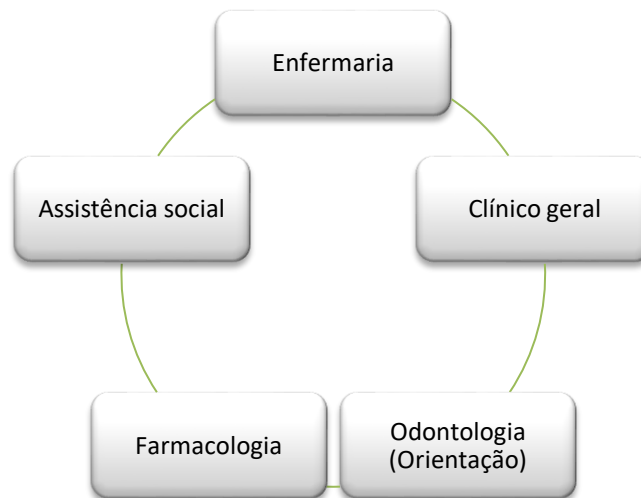 Enfermaria
Assistência social
Clínico geral
Farmacologia
Odontologia
(Orientação)